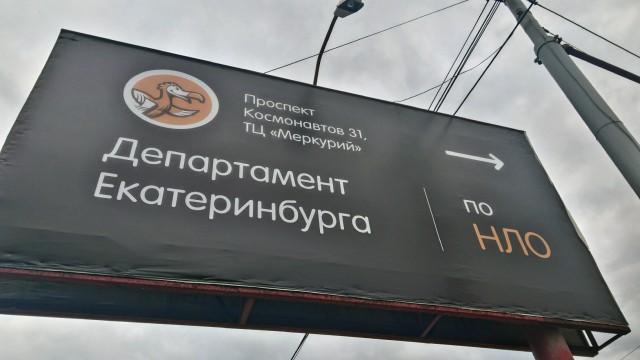 Проспект
Космонавтов 31,
ТЦ «Меркурий»
Департамент
Екатеринбурга
по
НЛО